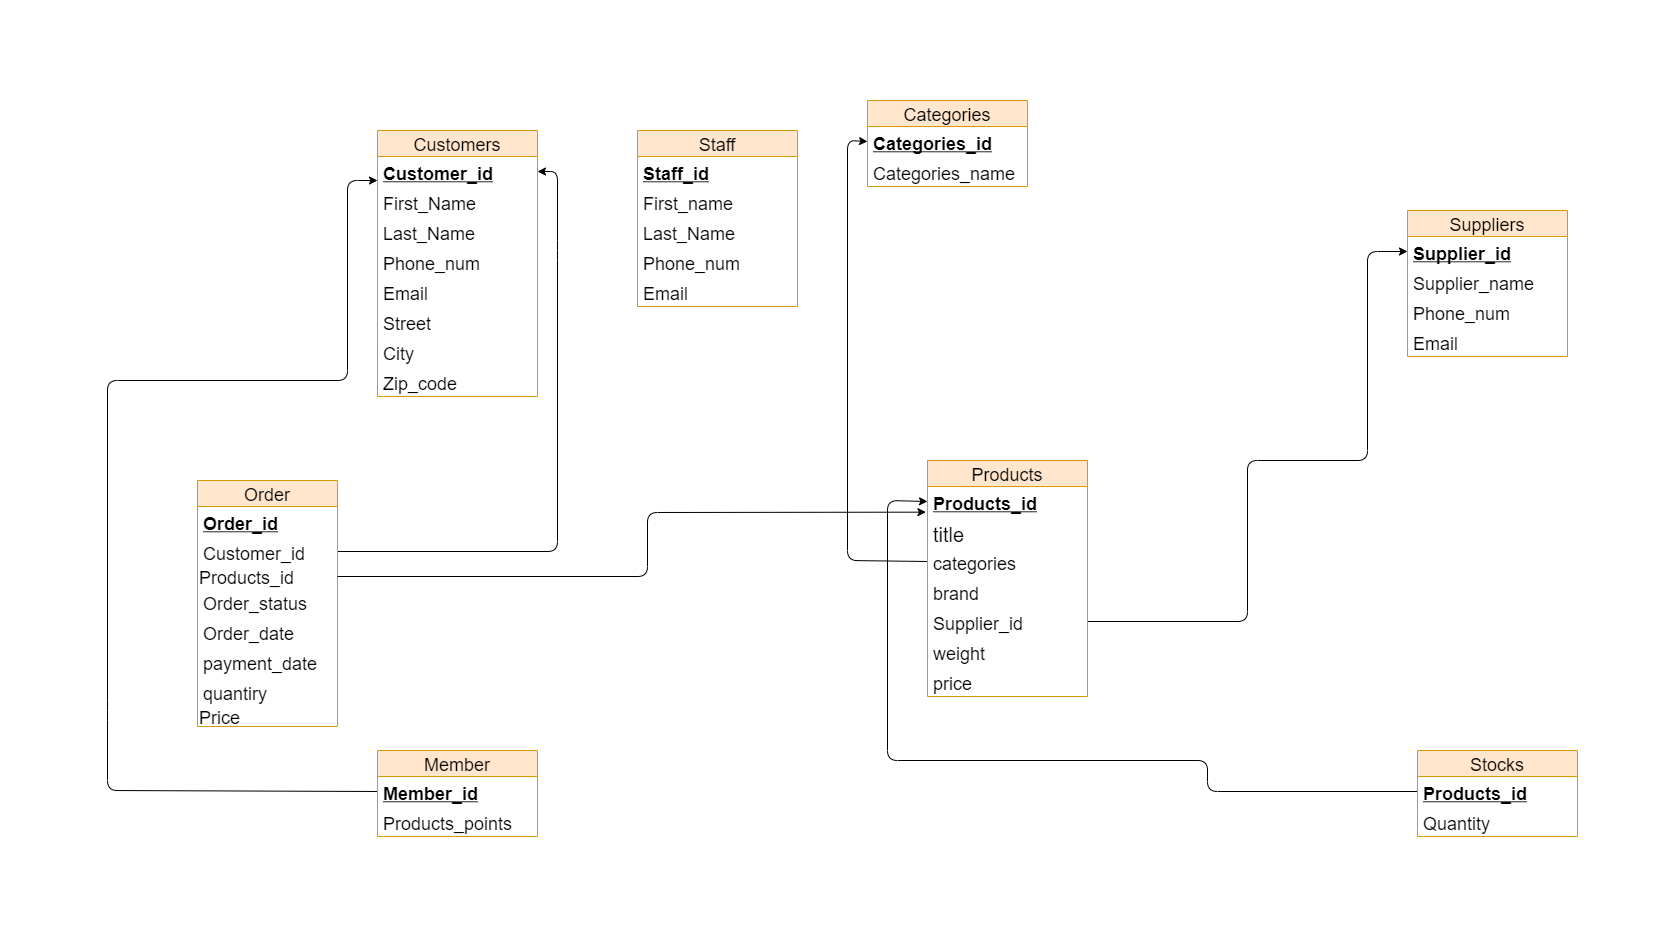 Customers
Customer_id
First_Name
Last_Name
Phone_num
Email
Street
City
Zip_code
Staff
Staff_id
First_name
Last_Name
Phone_num
Email
Categories
Categories_id
Categories_name
Suppliers
Supplier_id
Supplier_name
Phone_num
Email
Order
Order_id
Customer_id
Products_id
Order_status
Order_date
payment_date
quantiry
Price
Products
Products_id
title
categories
brand
Supplier_id
weight
price
Member
Member_id
Products_points
Stocks
Products_id
Quantity